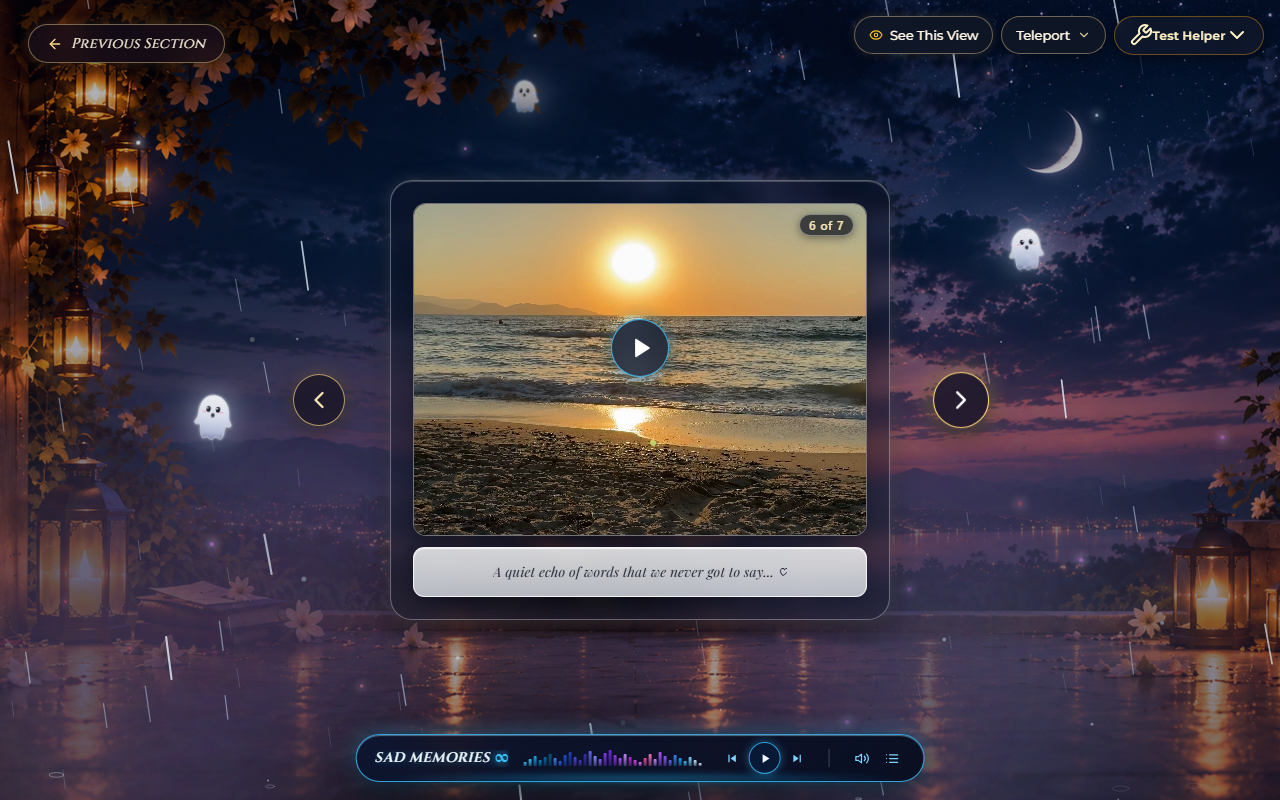 Previous Section
See This View
Teleport
Test Helper
6 of 7
A quiet echo of words that we never got to say... ♡
SAD MEMORIES ∞